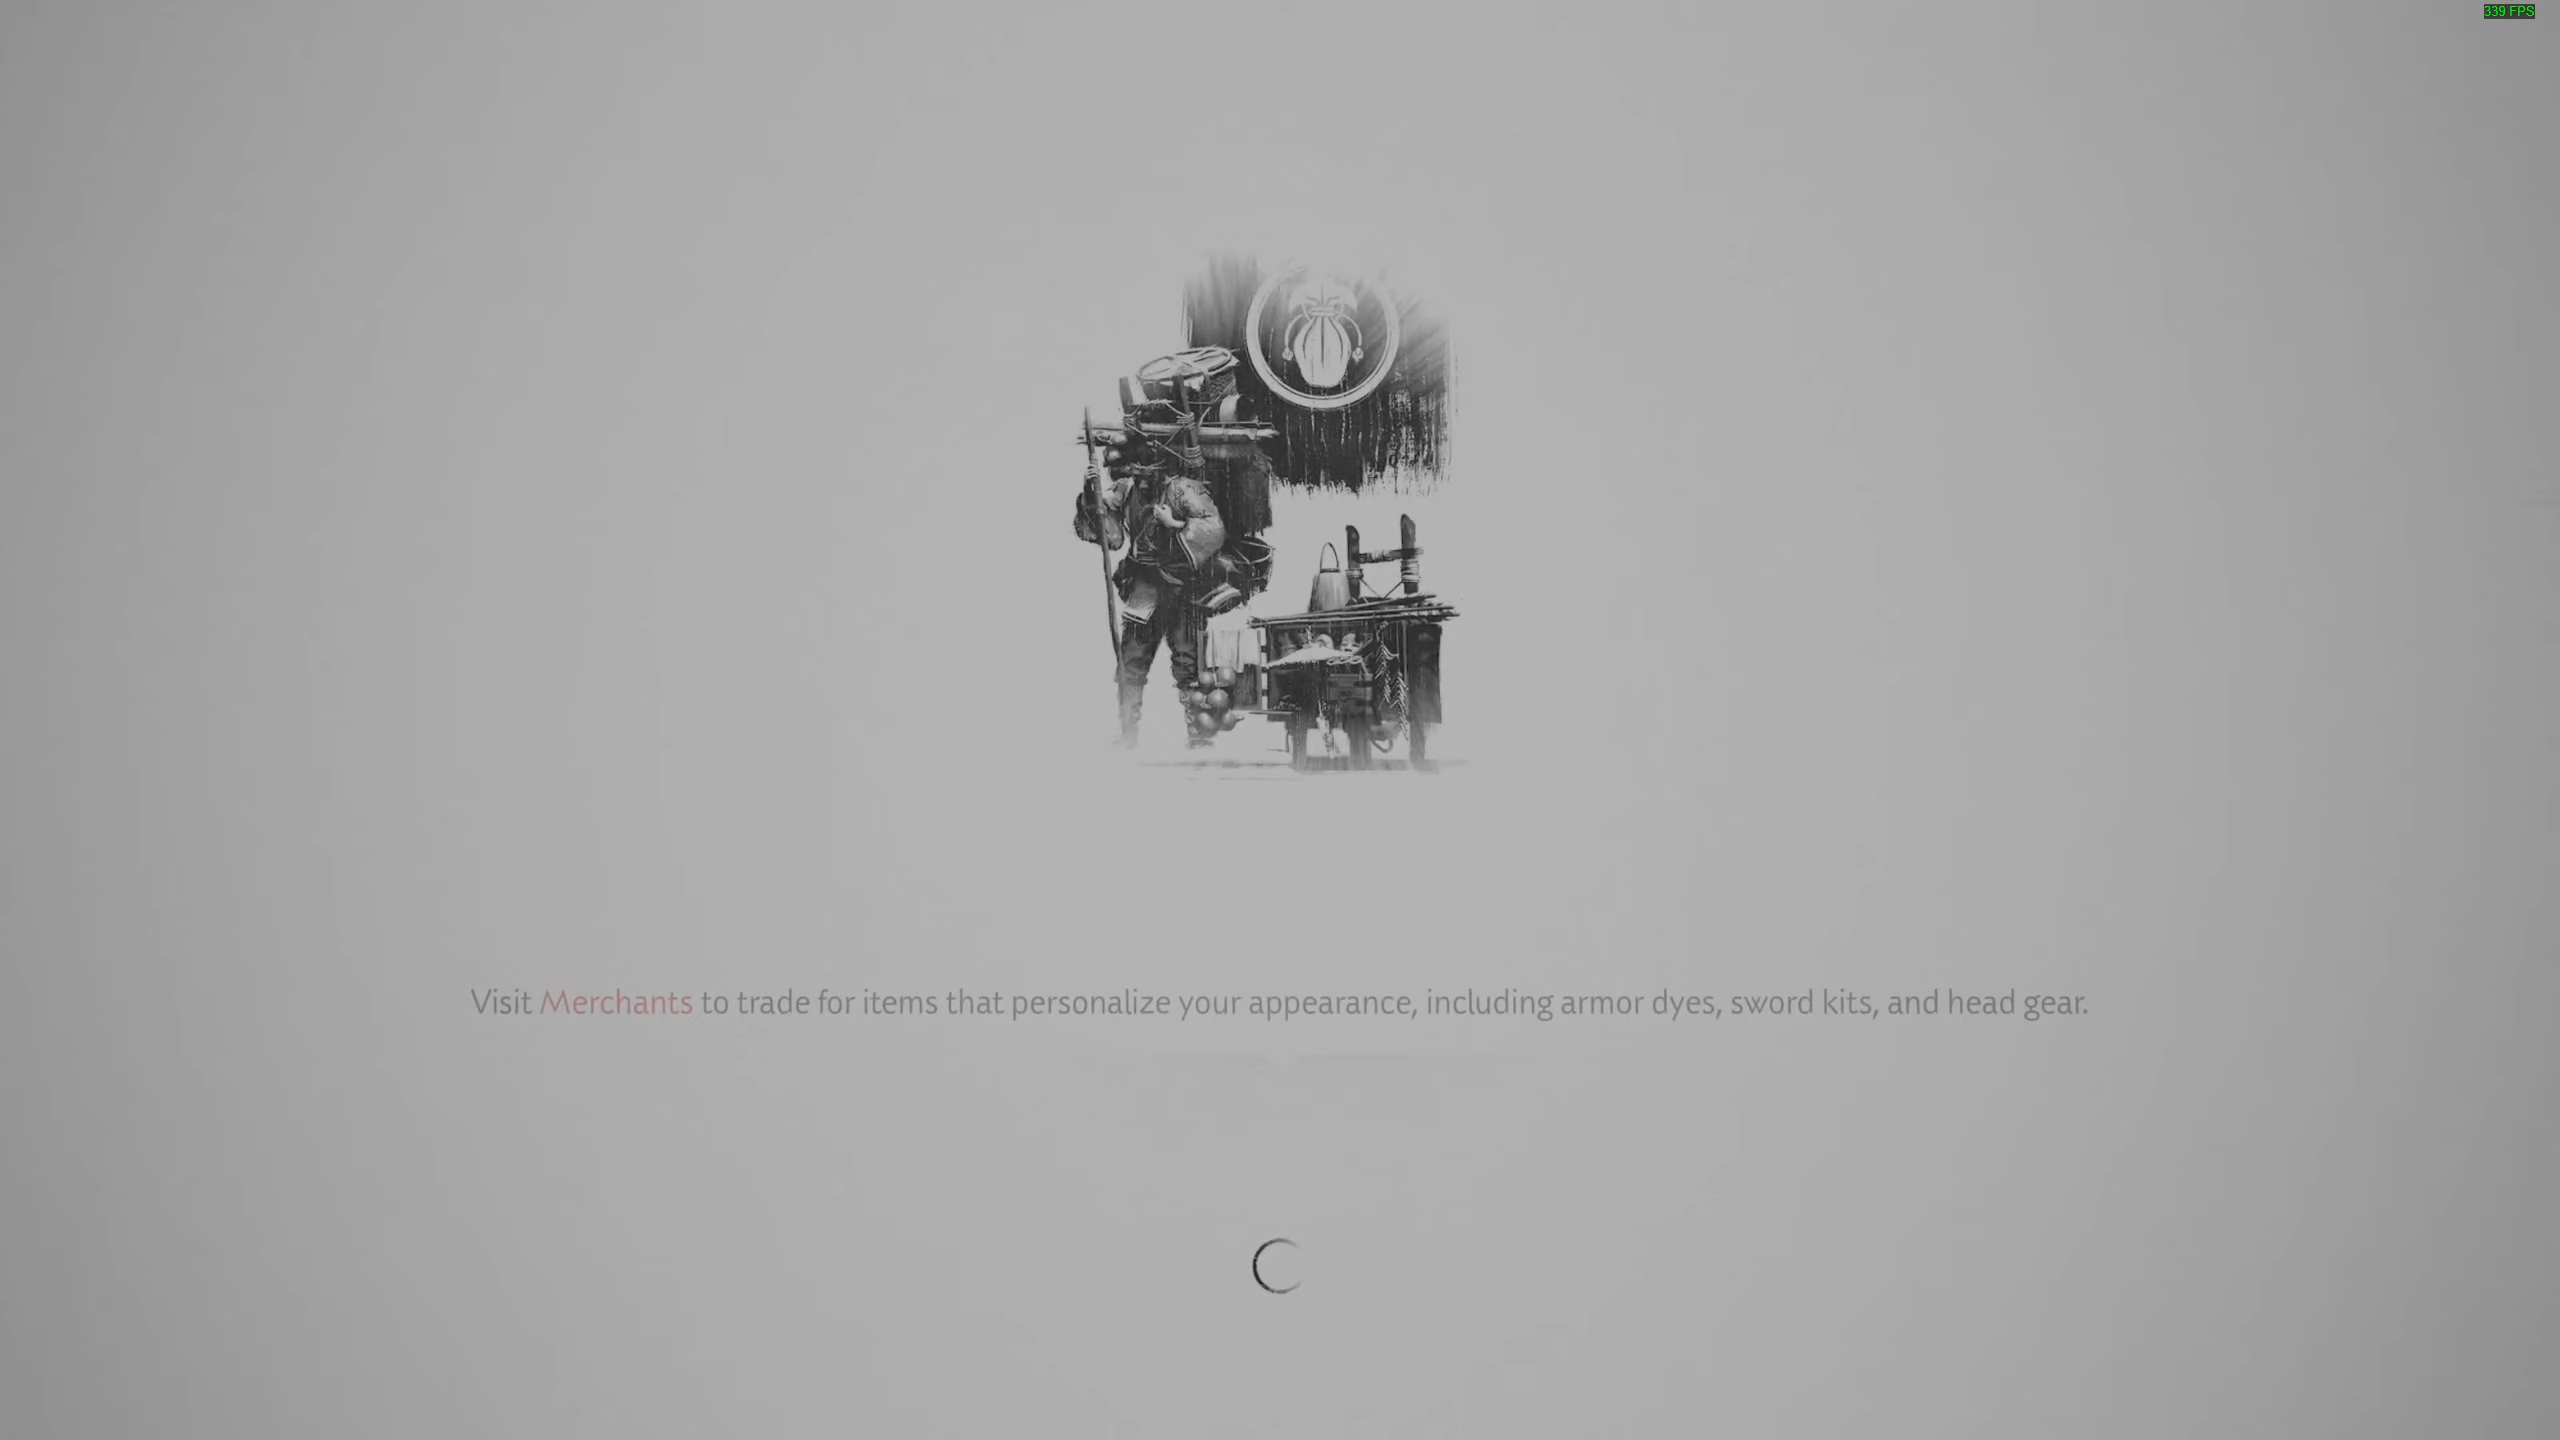 339 FPS
Visit Merchants to trade for items that personalize your appearance, including armor dyes, sword kits, and head gear.